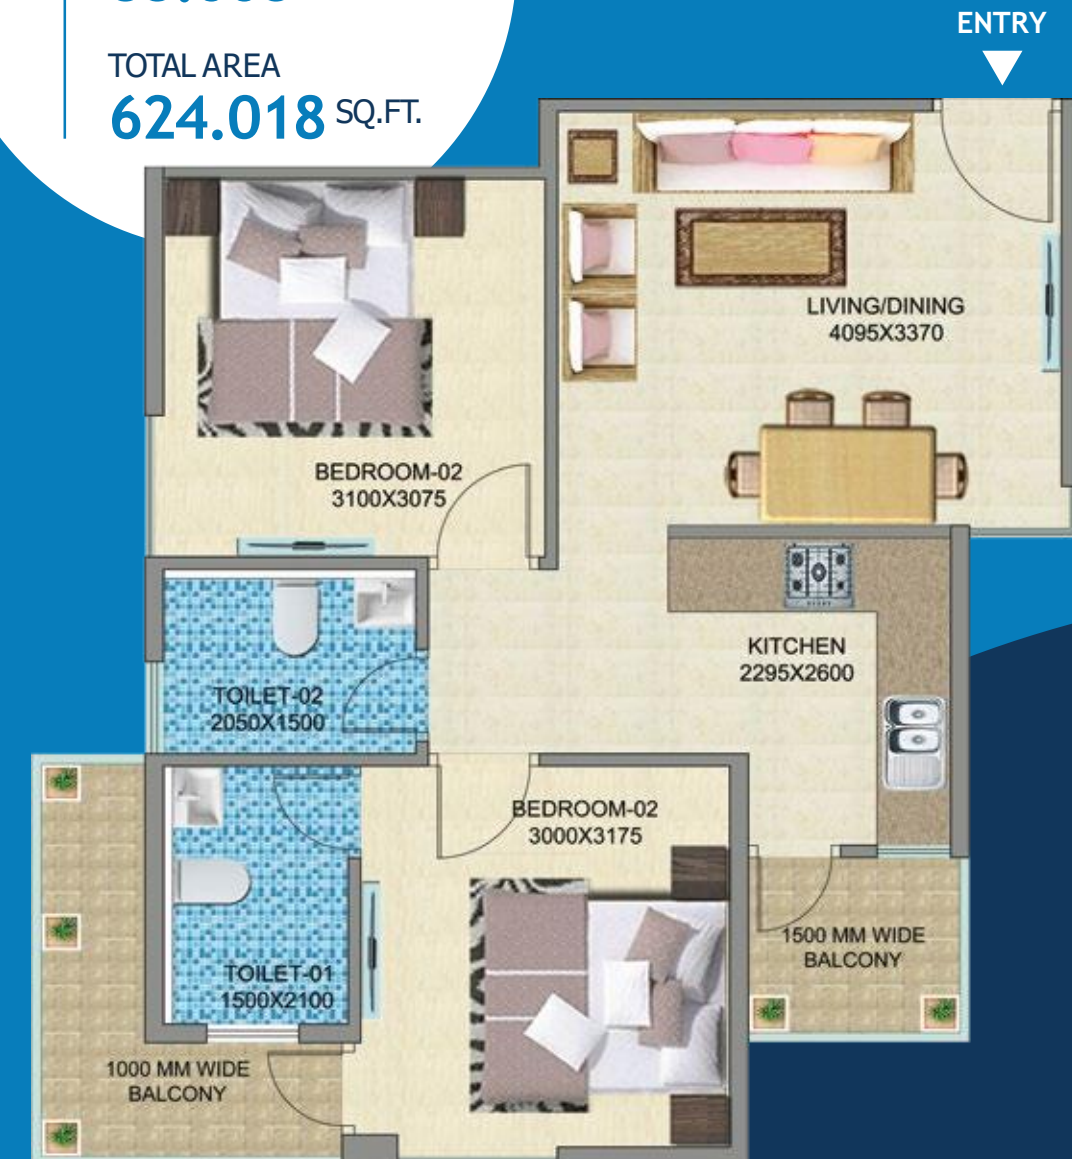 TOTAL AREA
624.018 SQ.FT.
ENTRY
LIVING/DINING
4095X3370
BEDROOM-02
3100X3075
KITCHEN
2295X2600
TOILET-02
2050X1500
BEDROOM-02
3000X3175
1500 MM WIDE
BALCONY
TOILET-01
1500X2100
1000 MM WIDE
BALCONY